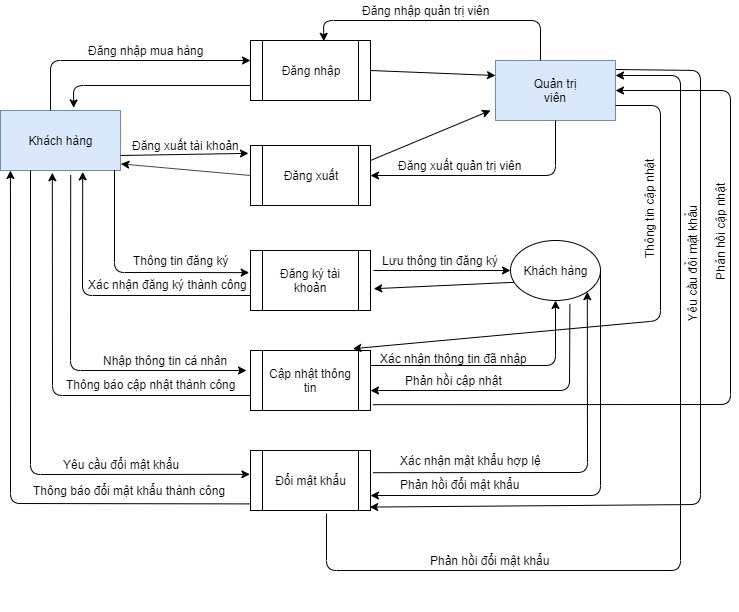 Đăng nhập quản trị viên
Đăng nhập mua hàng
Đăng nhập
Quản trị
viên
Khách hàng
Đăng xuất tài khoản
Đăng xuất
Đăng xuất quản trị viên
Thông tin cập nhật
Yêu cầu đổi mật khẩu
Phản hồi cập nhật
Thông tin đăng ký
Xác nhận đăng ký thành công
Đăng ký tài
khoản
Lưu thông tin đăng ký
Khách hàng
Nhập thông tin cá nhân
Thông báo cập nhật thành công
Cập nhật thông
tin
Xác nhận thông tin đã nhập
Phản hồi cập nhật
Yêu cầu đổi mật khẩu
Thông báo đổi mật khẩu thành công
Đổi mật khẩu
Xác nhận mật khẩu hợp lệ
Phản hồi đổi mật khẩu
Phản hồi đổi mật khẩu